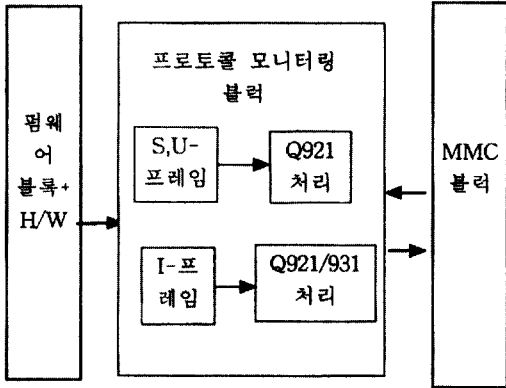 펌웨
어
블록+
H/W
프로토콜 모니터링
블럭
S,U-
프레임
Q921
처리
I-프
레임
Q921/931
처리
MMC
블럭